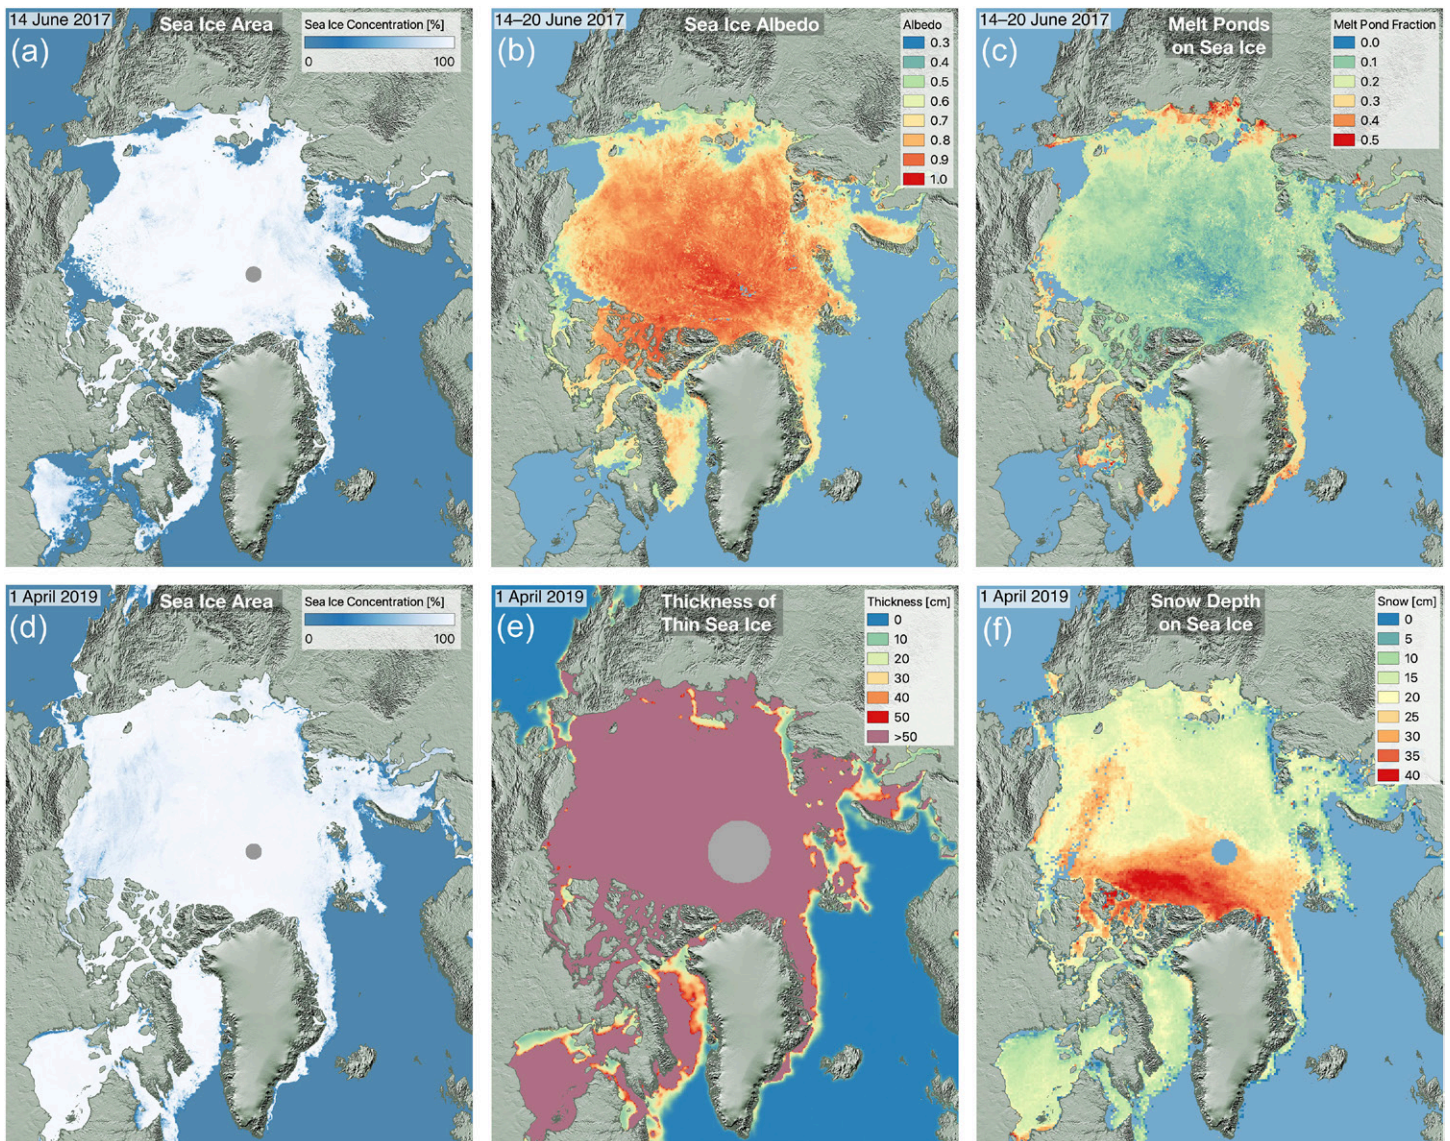 14 June 2017
Sea Ice Area
Sea Ice Concentration [%]
0 100
(a)
14–20 June 2017
Sea Ice Albedo
Albedo
0.3
0.4
0.5
0.6
0.7
0.8
0.9
1.0
(b)
14–20 June 2017
Melt Ponds
on Sea Ice
Melt Pond Fraction
0.0
0.1
0.2
0.3
0.4
0.5
(c)
1 April 2019
Sea Ice Area
Sea Ice Concentration [%]
0 100
(d)
1 April 2019
Thickness of
Thin Sea Ice
Thickness [cm]
0
10
20
30
40
50
>50
(e)
1 April 2019
Snow Depth
on Sea Ice
Snow [cm]
0
5
10
15
20
25
30
35
40
(f)